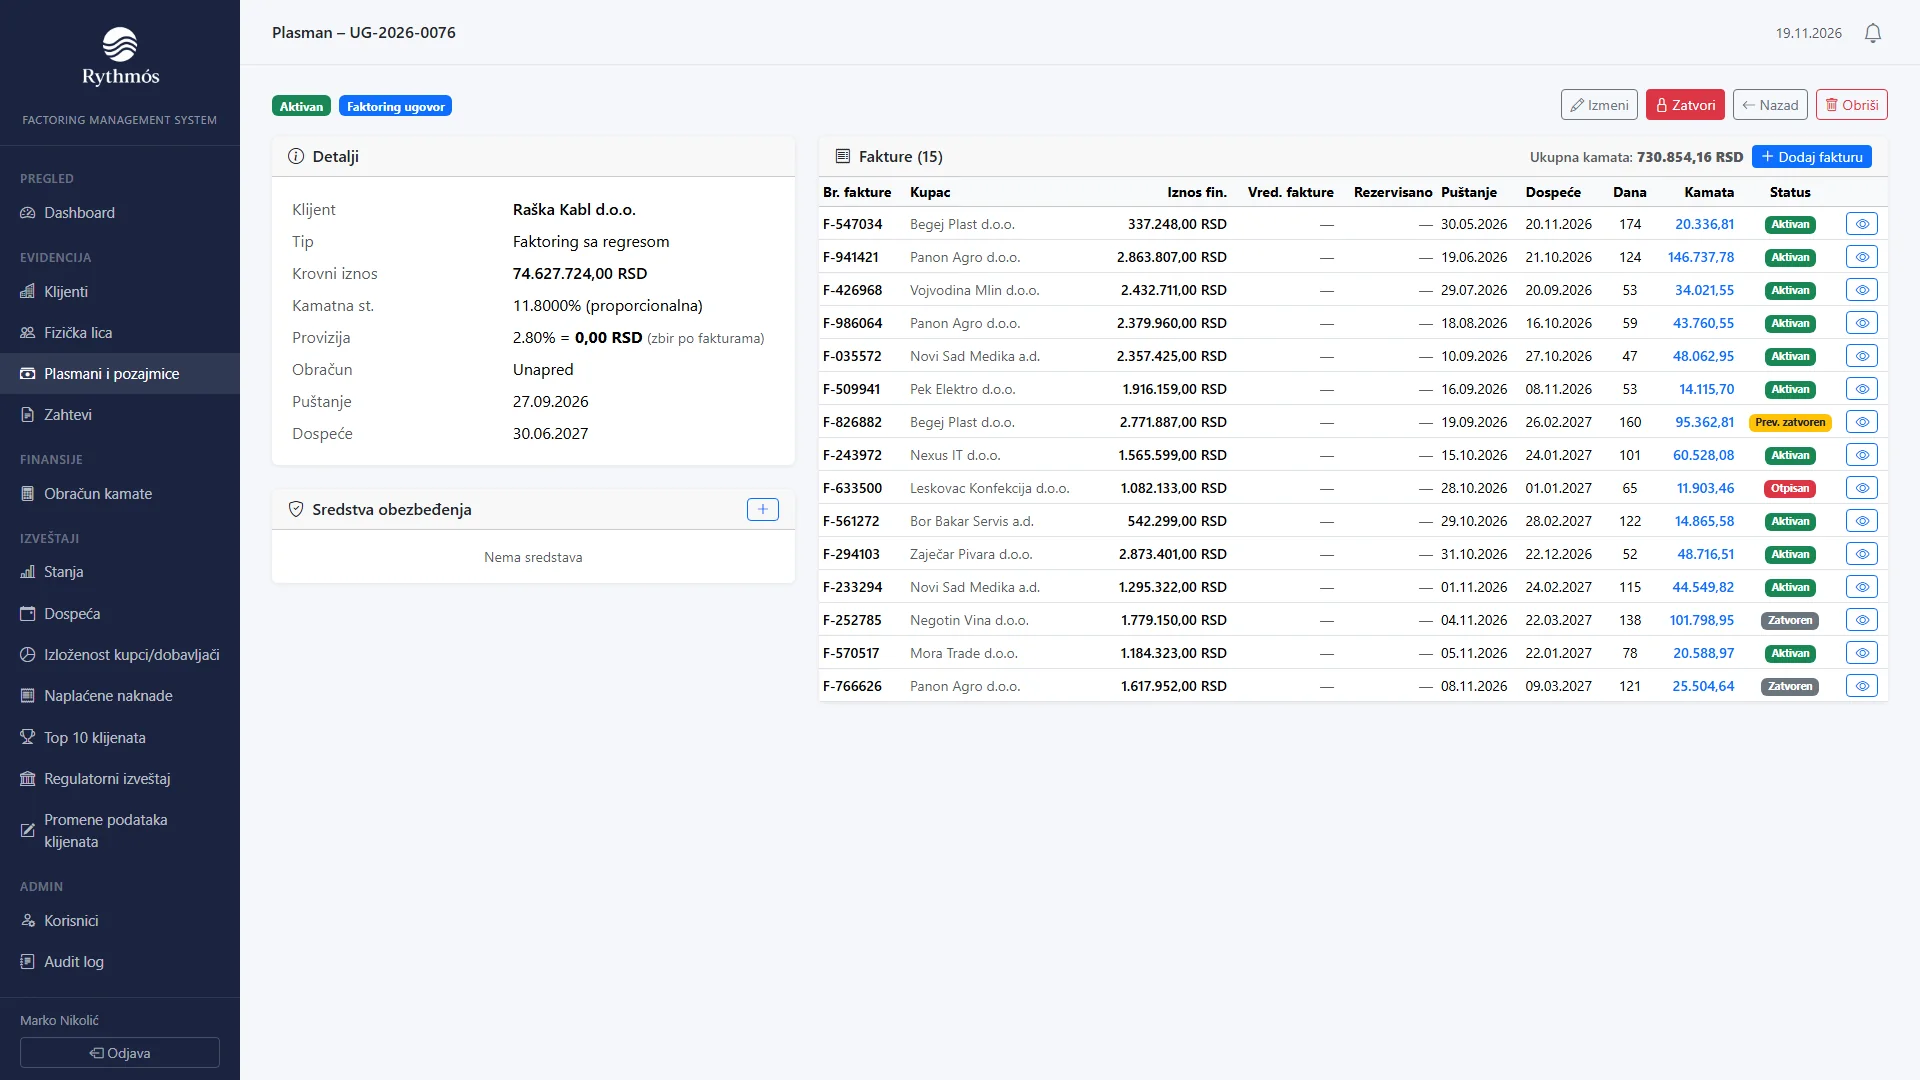 Rythmós
FACTORING MANAGEMENT SYSTEM
PREGLED
Dashboard
EVIDENCIJA
Klijenti
Fizička lica
Plasmani i pozajmice
Zahtevi
FINANSIJE
Obračun kamate
IZVEŠTAJI
Stanja
Dospeća
Izloženost kupci/dobavljači
Naplaćene naknade
Top 10 klijenata
Regulatorni izveštaj
Promene podataka
klijenata
ADMIN
Korisnici
Audit log
Marko Nikolić
Odjava
Plasman – UG-2026-0076
19.11.2026
Aktivan Faktoring ugovor
Izmeni Zatvori Nazad Obriši
Detalji
Klijent Raška Kabl d.o.o.
Tip Faktoring sa regresom
Krovni iznos 74.627.724,00 RSD
Kamatna st. 11.8000% (proporcionalna)
Provizija 2.80% = 0,00 RSD (zbir po fakturama)
Obračun Unapred
Puštanje 27.09.2026
Dospeće 30.06.2027
Sredstva obezbeđenja
Nema sredstava
Fakture (15) Ukupna kamata: 730.854,16 RSD Dodaj fakturu
Br. fakture Kupac Iznos fin. Vred. fakture Rezervisano Puštanje Dospeće Dana Kamata Status
F-547034 Begej Plast d.o.o. 337.248,00 RSD — — 30.05.2026 20.11.2026 174 20.336,81 Aktivan
F-941421 Panon Agro d.o.o. 2.863.807,00 RSD — — 19.06.2026 21.10.2026 124 146.737,78 Aktivan
F-426968 Vojvodina Mlin d.o.o. 2.432.711,00 RSD — — 29.07.2026 20.09.2026 53 34.021,55 Aktivan
F-986064 Panon Agro d.o.o. 2.379.960,00 RSD — — 18.08.2026 16.10.2026 59 43.760,55 Aktivan
F-035572 Novi Sad Medika a.d. 2.357.425,00 RSD — — 10.09.2026 27.10.2026 47 48.062,95 Aktivan
F-509941 Pek Elektro d.o.o. 1.916.159,00 RSD — — 16.09.2026 08.11.2026 53 14.115,70 Aktivan
F-826882 Begej Plast d.o.o. 2.771.887,00 RSD — — 19.09.2026 26.02.2027 160 95.362,81 Prev. zatvoren
F-243972 Nexus IT d.o.o. 1.565.599,00 RSD — — 15.10.2026 24.01.2027 101 60.528,08 Aktivan
F-633500 Leskovac Konfekcija d.o.o. 1.082.133,00 RSD — — 28.10.2026 01.01.2027 65 11.903,46 Otpisan
F-561272 Bor Bakar Servis a.d. 542.299,00 RSD — — 29.10.2026 28.02.2027 122 14.865,58 Aktivan
F-294103 Zaječar Pivara d.o.o. 2.873.401,00 RSD — — 31.10.2026 22.12.2026 52 48.716,51 Aktivan
F-233294 Novi Sad Medika a.d. 1.295.322,00 RSD — — 01.11.2026 24.02.2027 115 44.549,82 Aktivan
F-252785 Negotin Vina d.o.o. 1.779.150,00 RSD — — 04.11.2026 22.03.2027 138 101.798,95 Zatvoren
F-570517 Mora Trade d.o.o. 1.184.323,00 RSD — — 05.11.2026 22.01.2027 78 20.588,97 Aktivan
F-766626 Panon Agro d.o.o. 1.617.952,00 RSD — — 08.11.2026 09.03.2027 121 25.504,64 Zatvoren